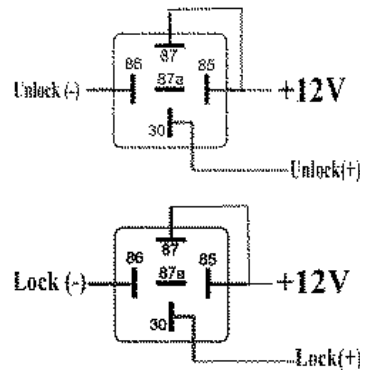 87
86 87a 85
Unlock (-) +12V
30
Unlock(+)
87
86 87a 85
Lock (-) +12V
30
Lock(+)